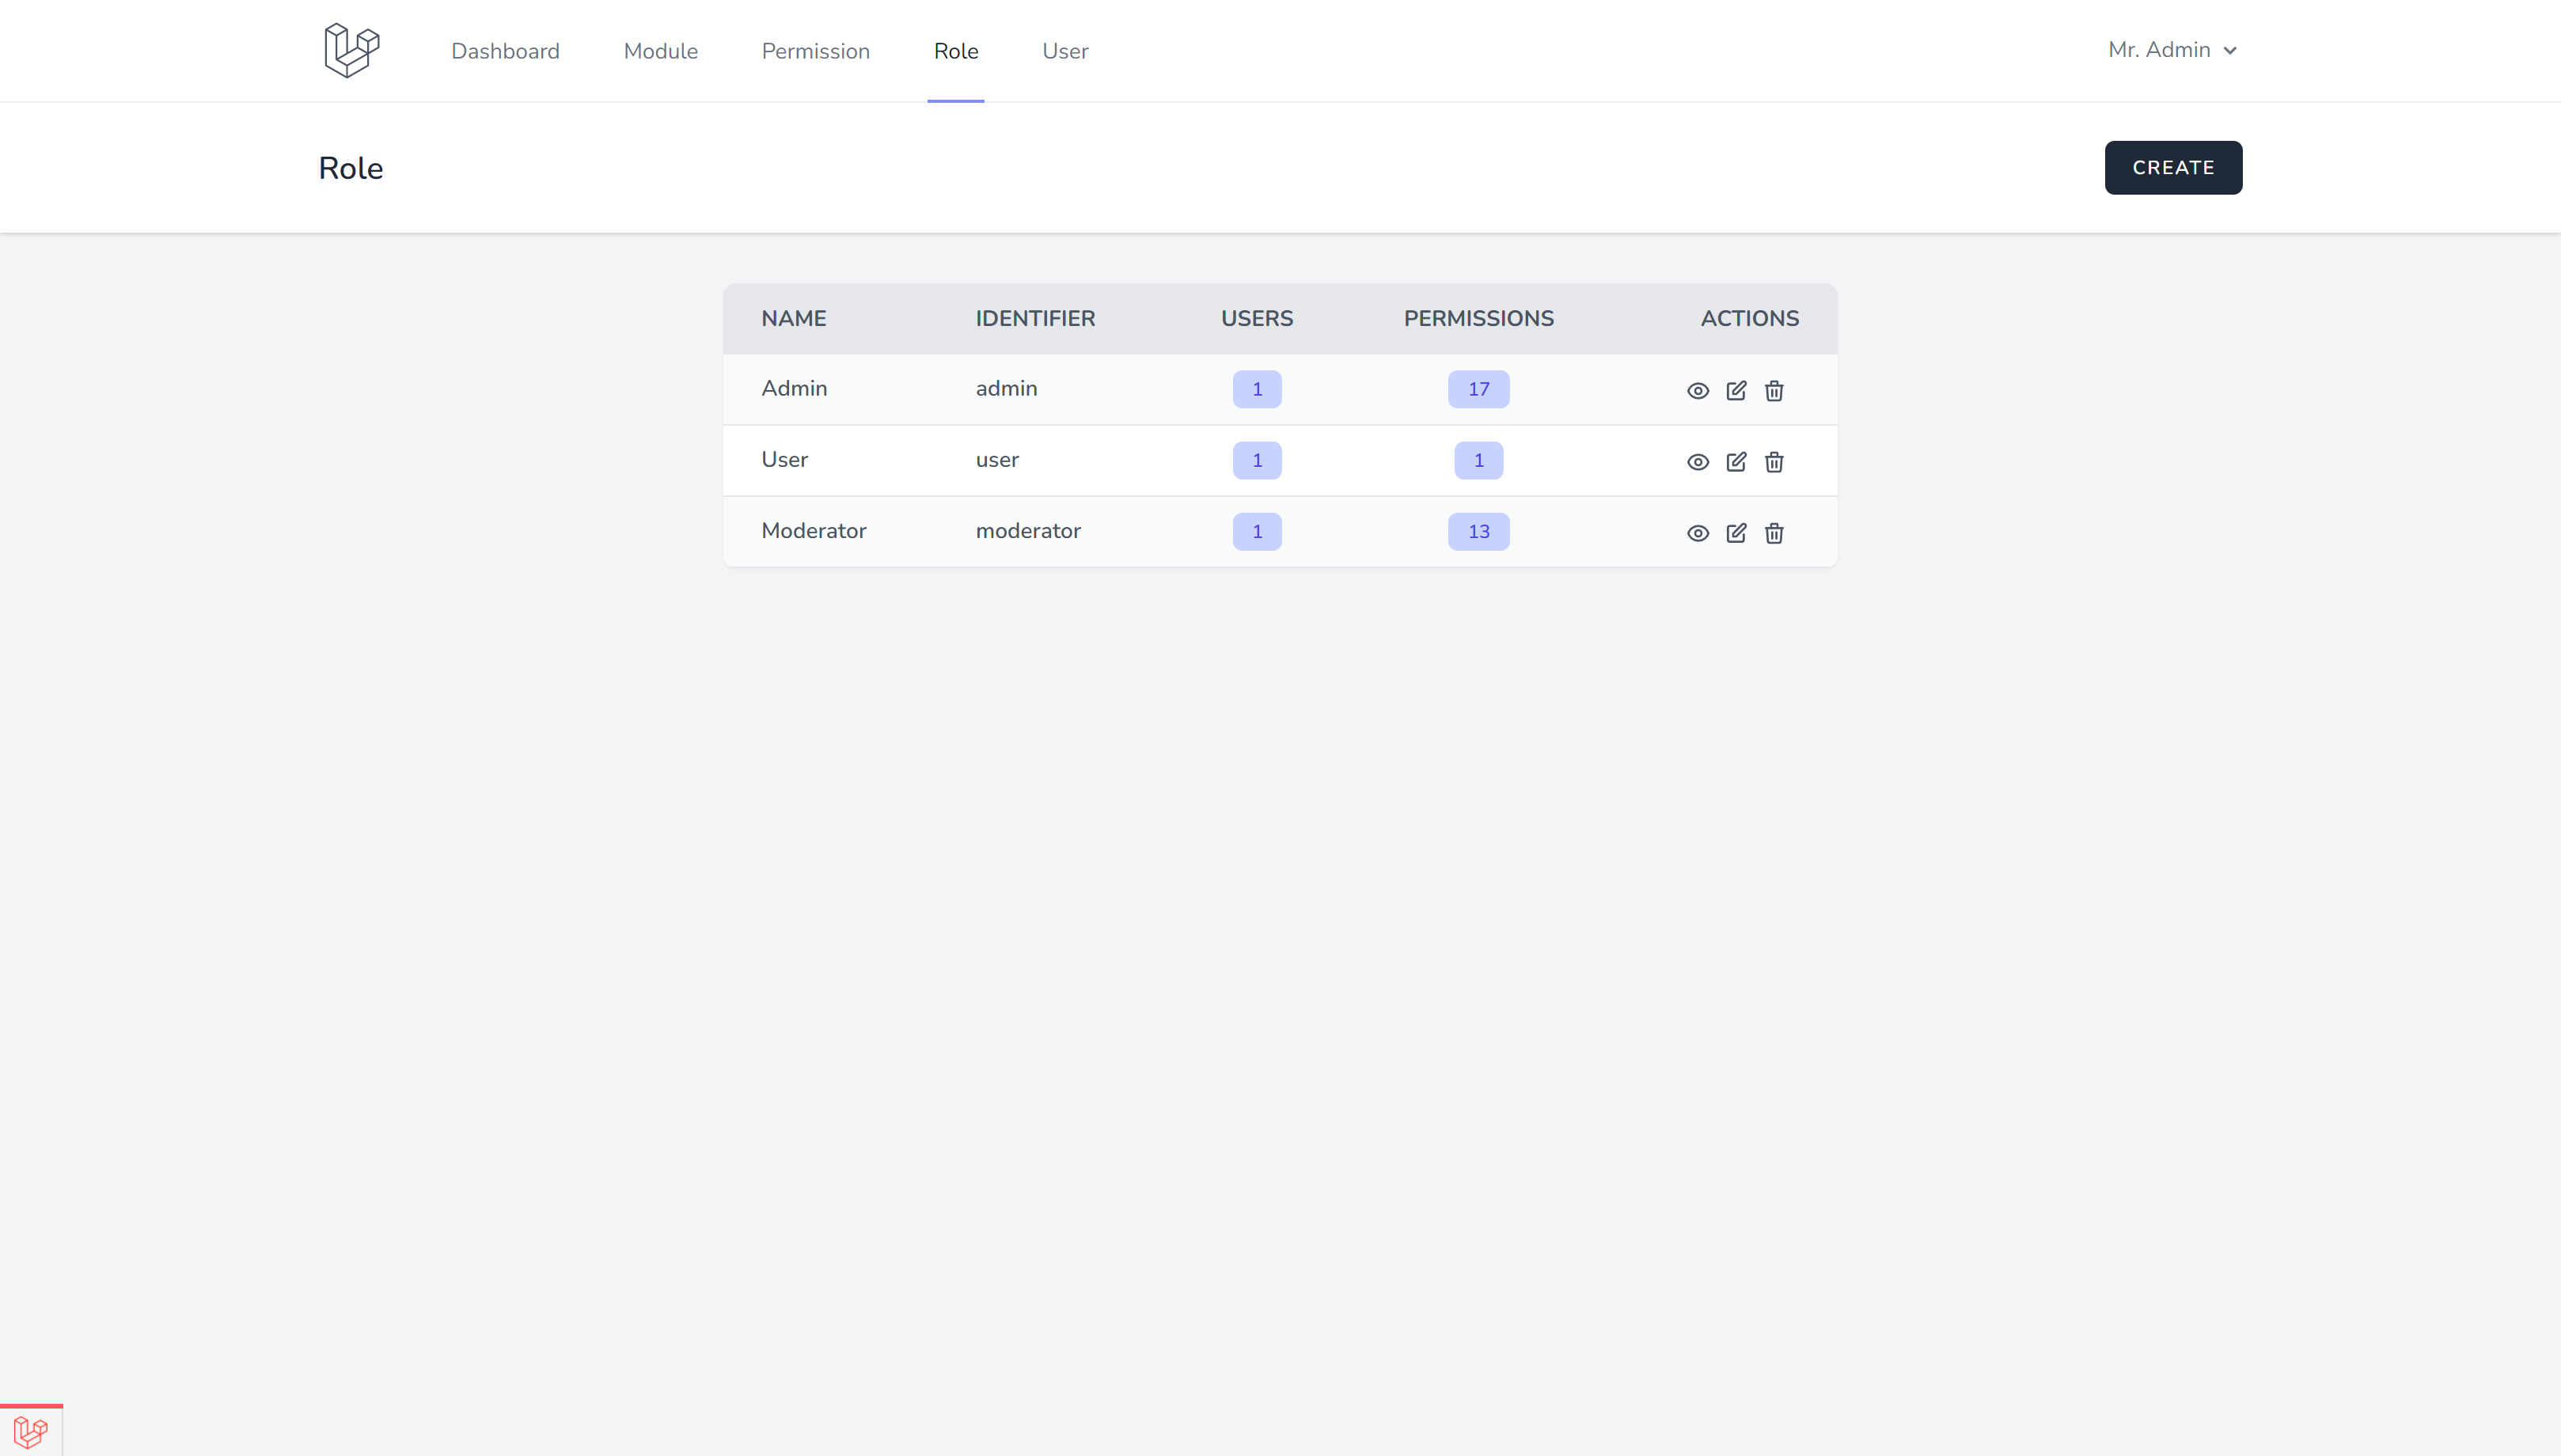 Dashboard Module Permission Role User Mr. Admin
Role CREATE
NAME IDENTIFIER USERS PERMISSIONS ACTIONS
Admin admin 1 17
User user 1 1
Moderator moderator 1 13